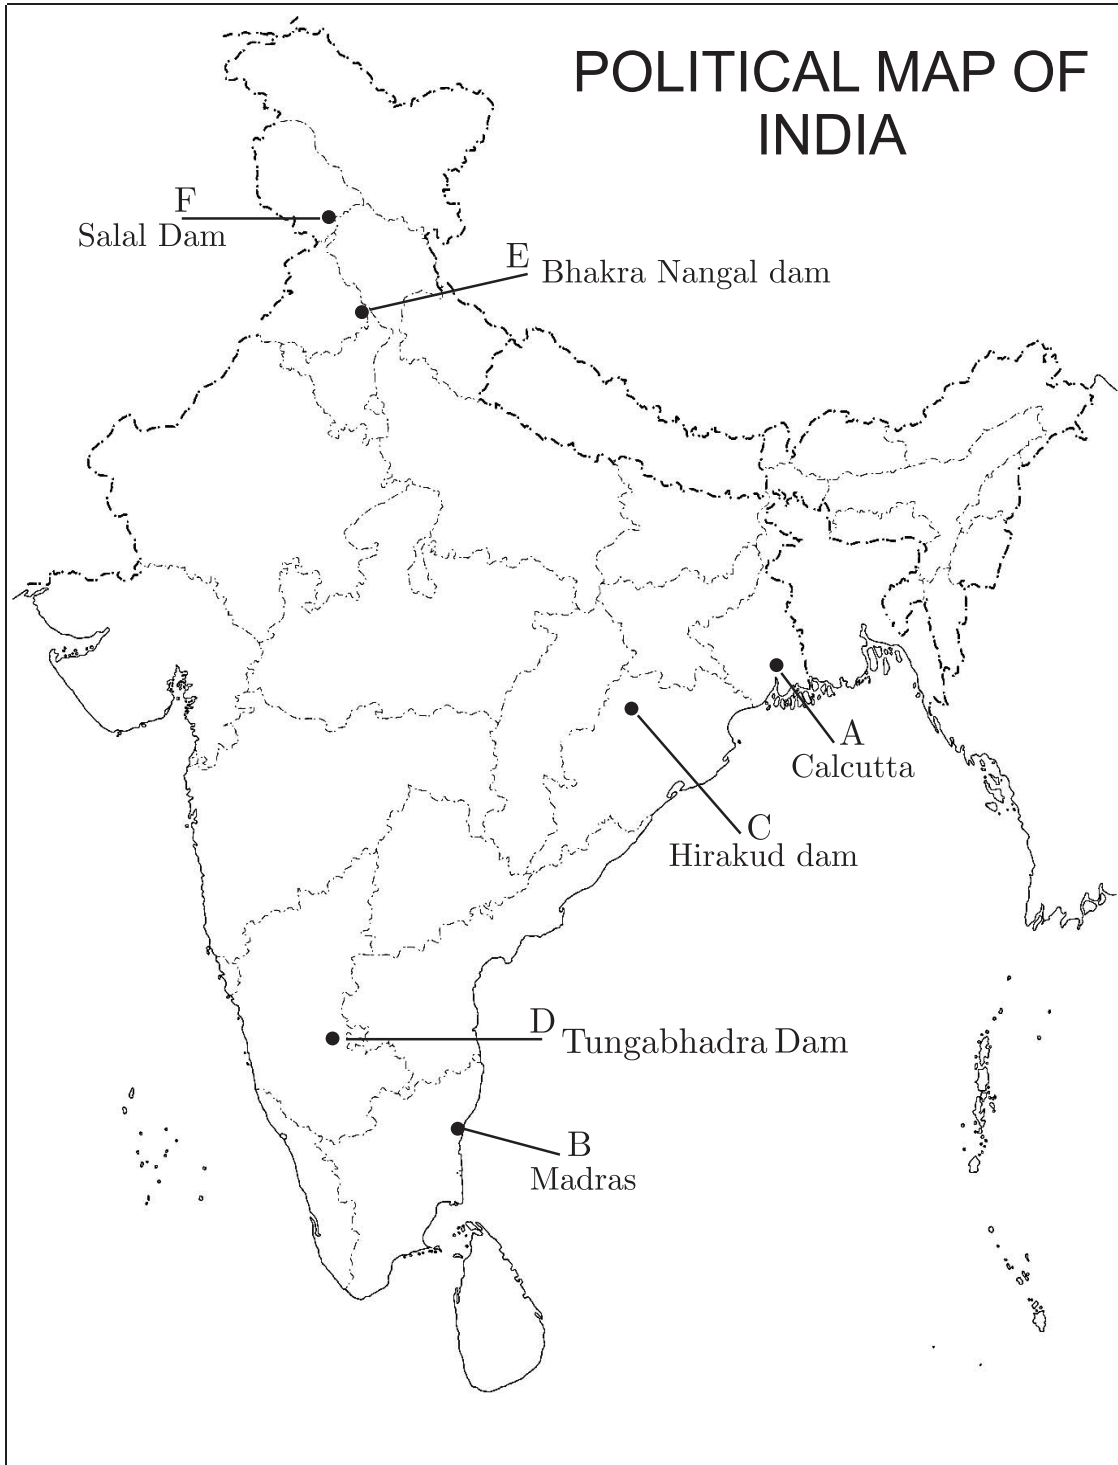 POLITICAL MAP OF
INDIA
F
Salal Dam
E
Bhakra Nangal dam
A
Calcutta
C
Hirakud dam
D
Tungabhadra Dam
B
Madras